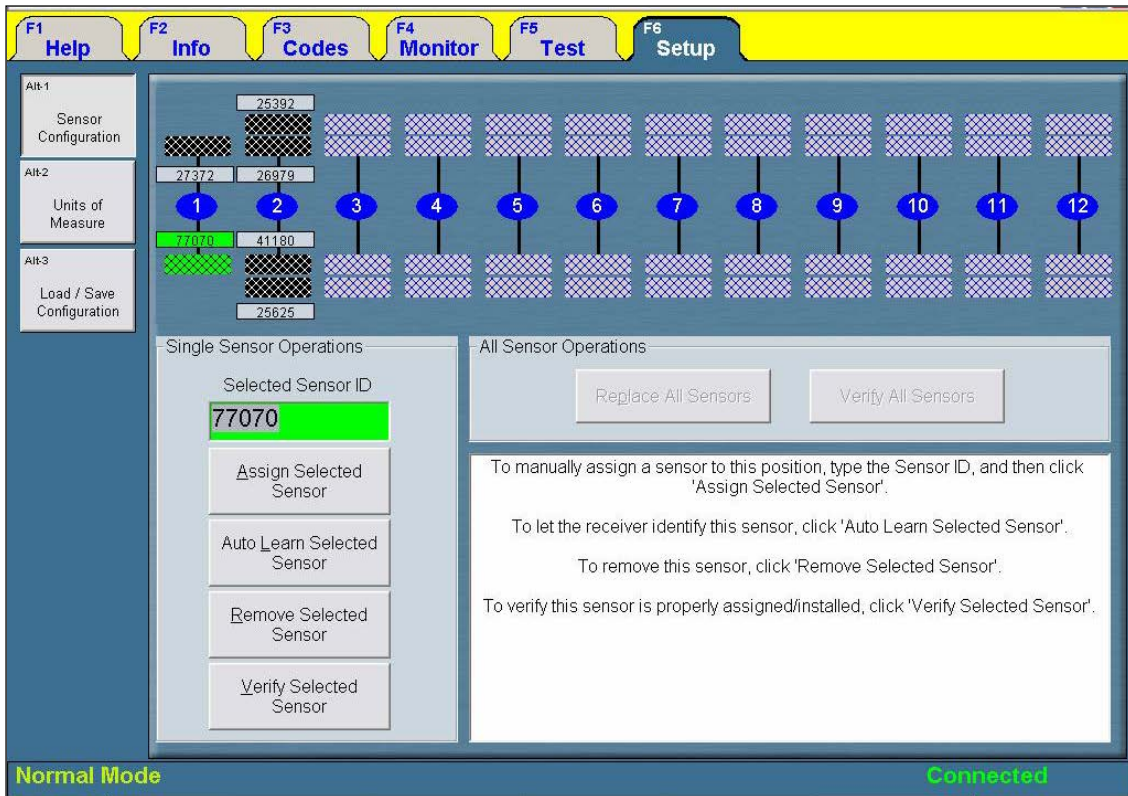 F1 Help
F2 Info
F3 Codes
F4 Monitor
F5 Test
F6 Setup
Alt-1
Sensor
Configuration
Alt-2
Units of
Measure
Alt-3
Load / Save
Configuration
25392
27372 26979
1 2 3 4 5 6 7 8 9 10 11 12
77070 41180
25625
Single Sensor Operations
Selected Sensor ID
77070
Assign Selected
Sensor
Auto Learn Selected
Sensor
Remove Selected
Sensor
Verify Selected
Sensor
All Sensor Operations
Replace All Sensors Verify All Sensors
To manually assign a sensor to this position, type the Sensor ID, and then click
'Assign Selected Sensor'.
To let the receiver identify this sensor, click 'Auto Learn Selected Sensor'.
To remove this sensor, click 'Remove Selected Sensor'.
To verify this sensor is properly assigned/installed, click 'Verify Selected Sensor'.
Normal Mode Connected